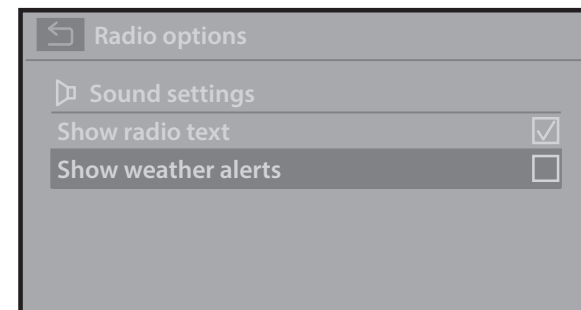 Radio options
Sound settings
Show radio text
Show weather alerts